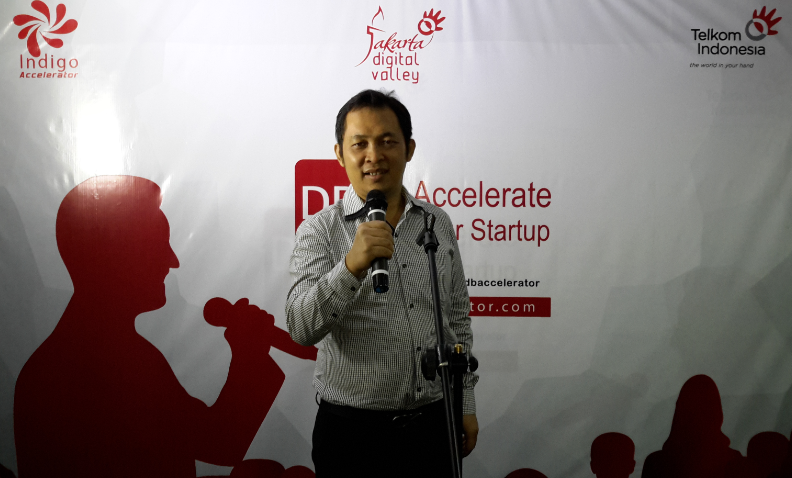 Indigo
Accelerator
Jakarta
digital
valley
Telkom
Indonesia
the world in your hand
Accelerate
Startup
dbaccelerator
tor.com